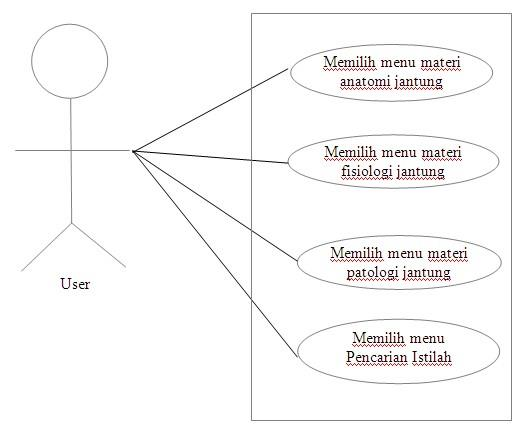 Memilih menu materi
anatomi jantung
Memilih menu materi
fisiologi jantung
Memilih menu materi
patologi jantung
User
Memilih menu
Pencarian Istilah